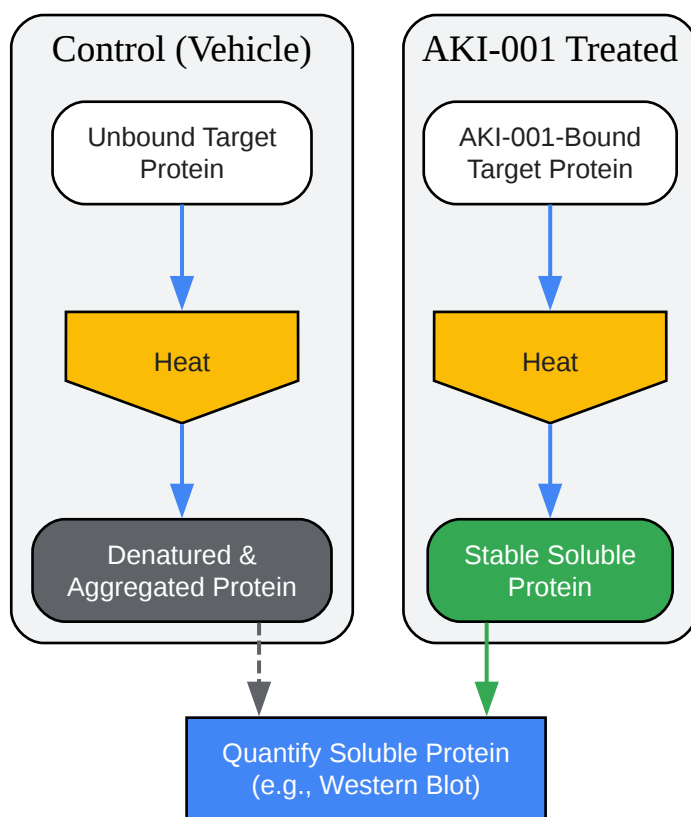 Control (Vehicle)
Unbound Target
Protein
Heat
Denatured &
Aggregated Protein
AKI-001 Treated
AKI-001-Bound
Target Protein
Heat
Stable Soluble
Protein
Quantify Soluble Protein
(e.g., Western Blot)